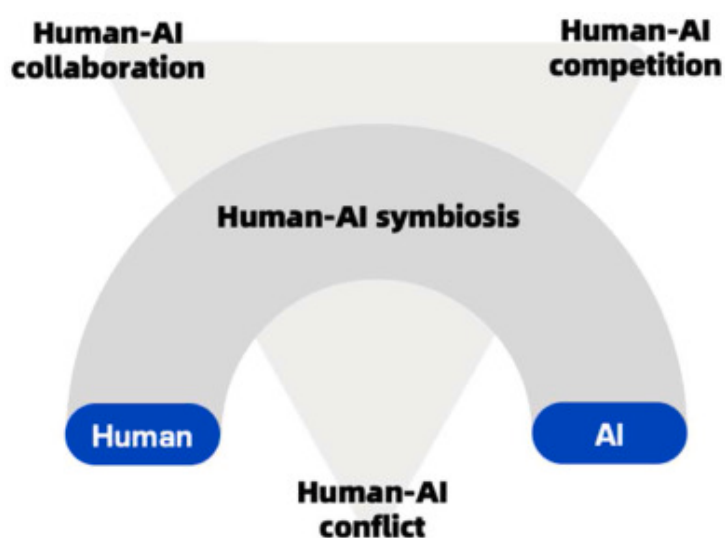 Human-AI
collaboration
Human-AI
competition
Human-AI symbiosis
Human
AI
Human-AI
conflict